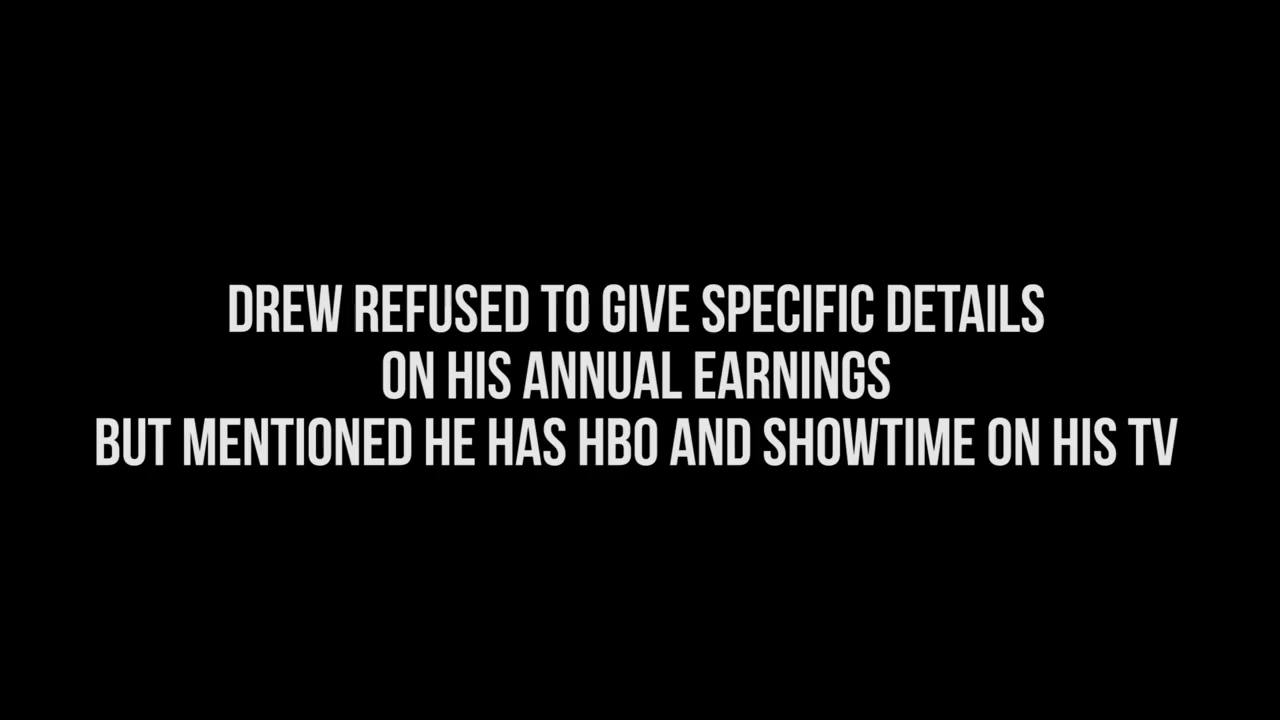 DREW REFUSED TO GIVE SPECIFIC DETAILS
ON HIS ANNUAL EARNINGS
BUT MENTIONED HE HAS HBO AND SHOWTIME ON HIS TV